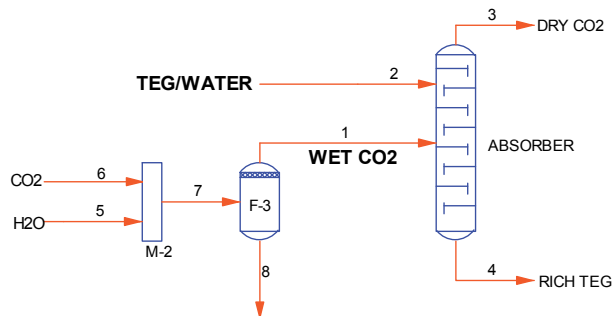 3
DRY CO2
2
TEG/WATER
1
WET CO2
ABSORBER
CO2
6
7
F-3
H2O
5
M-2
8
4
RICH TEG